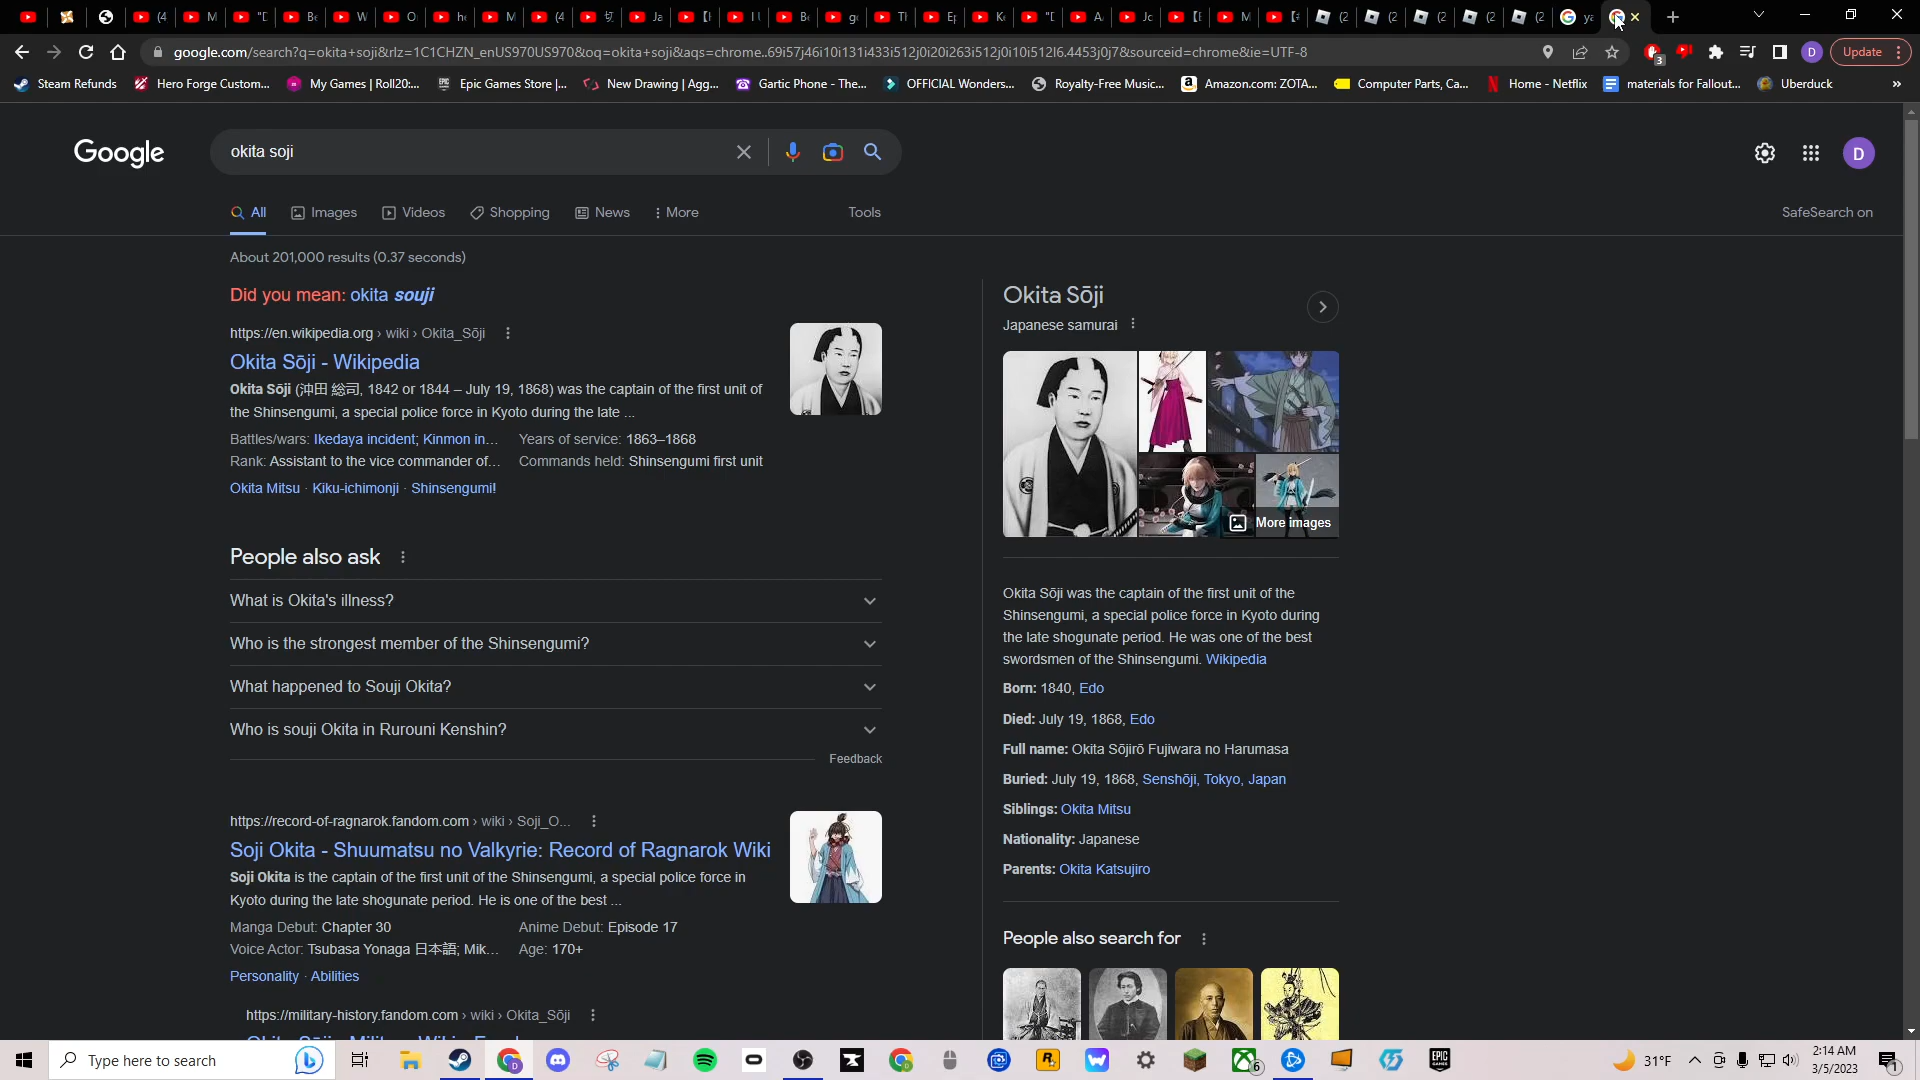 google.com/search?q=okita+soji&rlz=1C1CHZN_enUS970US970&oq=okita+soji&aqs=chrome..69i57j46i10i131i433i512j0i20i263i512j0i10i512l6.4453j0j7&sourceid=chrome&ie=UTF-8
3
D
Update
Steam Refunds
Hero Forge Custom...
My Games | Roll20:...
Epic Games Store |...
New Drawing | Agg...
Gartic Phone - The...
OFFICIAL Wonders...
Royalty-Free Music...
Amazon.com: ZOTA...
Computer Parts, Ca...
Home - Netflix
materials for Fallout...
Uberduck
»
Google
okita soji
D
All
Images
Videos
Shopping
News
More
Tools
SafeSearch on
About 201,000 results (0.37 seconds)
Did you mean: okita souji
https://en.wikipedia.org › wiki › Okita_Sōji
Okita Sōji - Wikipedia
Okita Sōji (沖田 総司, 1842 or 1844 – July 19, 1868) was the captain of the first unit of
the Shinsengumi, a special police force in Kyoto during the late ...
Battles/wars: Ikedaya incident; Kinmon in...
Years of service: 1863–1868
Rank: Assistant to the vice commander of...
Commands held: Shinsengumi first unit
Okita Mitsu · Kiku-ichimonji · Shinsengumi!
People also ask
What is Okita's illness?
Who is the strongest member of the Shinsengumi?
What happened to Souji Okita?
Who is souji Okita in Rurouni Kenshin?
Feedback
https://record-of-ragnarok.fandom.com › wiki › Soji_O...
Soji Okita - Shuumatsu no Valkyrie: Record of Ragnarok Wiki
Soji Okita is the captain of the first unit of the Shinsengumi, a special police force in
Kyoto during the late shogunate period. He is one of the best ...
Manga Debut: Chapter 30
Anime Debut: Episode 17
Voice Actor: Tsubasa Yonaga 日本語; Mik...
Age: 170+
Personality · Abilities
https://military-history.fandom.com › wiki › Okita_Sōji
Okita Sōji
Japanese samurai
More images
Okita Sōji was the captain of the first unit of the
Shinsengumi, a special police force in Kyoto during
the late shogunate period. He was one of the best
swordsmen of the Shinsengumi. Wikipedia
Born: 1840, Edo
Died: July 19, 1868, Edo
Full name: Okita Sōjirō Fujiwara no Harumasa
Buried: July 19, 1868, Senshōji, Tokyo, Japan
Siblings: Okita Mitsu
Nationality: Japanese
Parents: Okita Katsujiro
People also search for
Type here to search
6
31°F
2:14 AM
3/5/2023
1